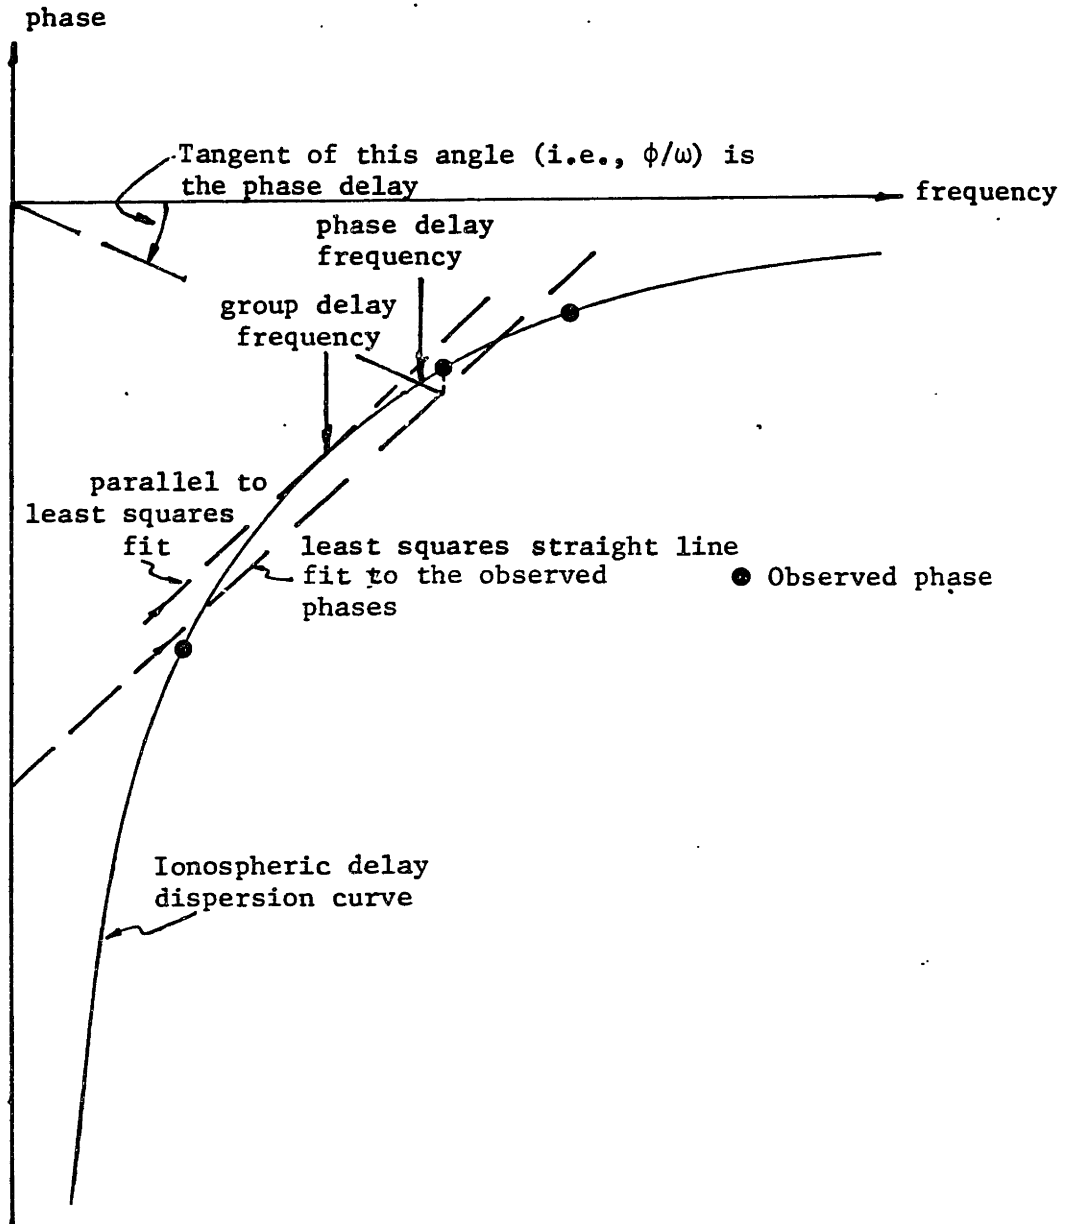 phase
Tangent of this angle (i.e., ϕ/ω) is
the phase delay
frequency
phase delay
frequency
group delay
frequency
parallel to
least squares
fit
least squares straight line
fit to the observed
phases
Observed phase
Ionospheric delay
dispersion curve